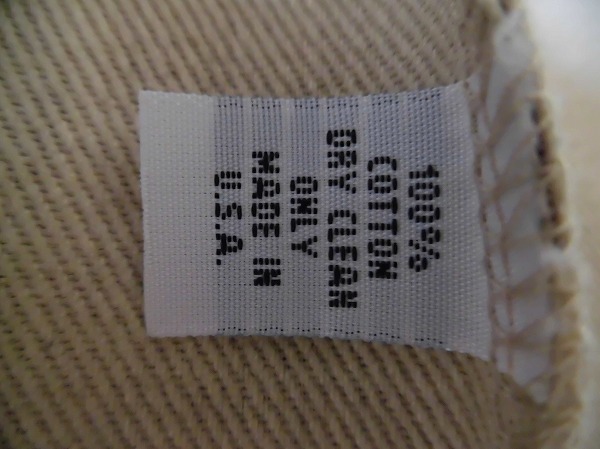 100%
COTTON
DRY CLEAN
ONLY
MADE IN
U.S.A.